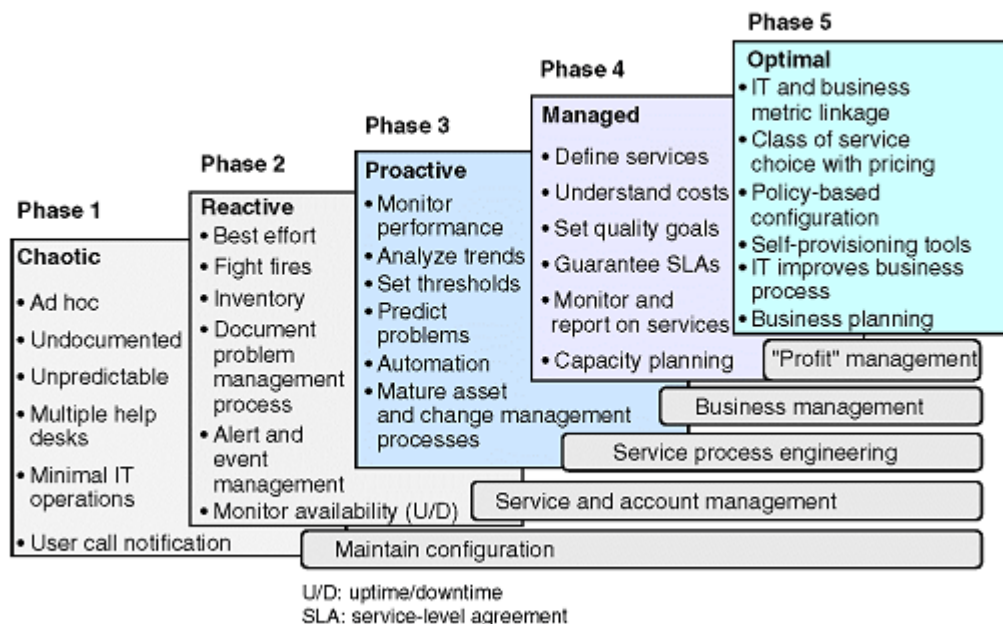 Phase 1
Chaotic
• Ad hoc
• Undocumented
• Unpredictable
• Multiple help
desks
• Minimal IT
operations
• User call notification
Phase 2
Reactive
• Best effort
• Fight fires
• Inventory
• Document
problem
management
process
• Alert and
event
management
• Monitor availability (U/D)
Phase 3
Proactive
• Monitor
performance
• Analyze trends
• Set thresholds
• Predict
problems
• Automation
• Mature asset
and change management
processes
Phase 4
Managed
• Define services
• Understand costs
• Set quality goals
• Guarantee SLAs
• Monitor and
report on services
• Capacity planning
Phase 5
Optimal
• IT and business
metric linkage
• Class of service
choice with pricing
• Policy-based
configuration
• Self-provisioning tools
• IT improves business
process
• Business planning
"Profit" management
Business management
Service process engineering
Service and account management
Maintain configuration
U/D: uptime/downtime
SLA: service-level agreement